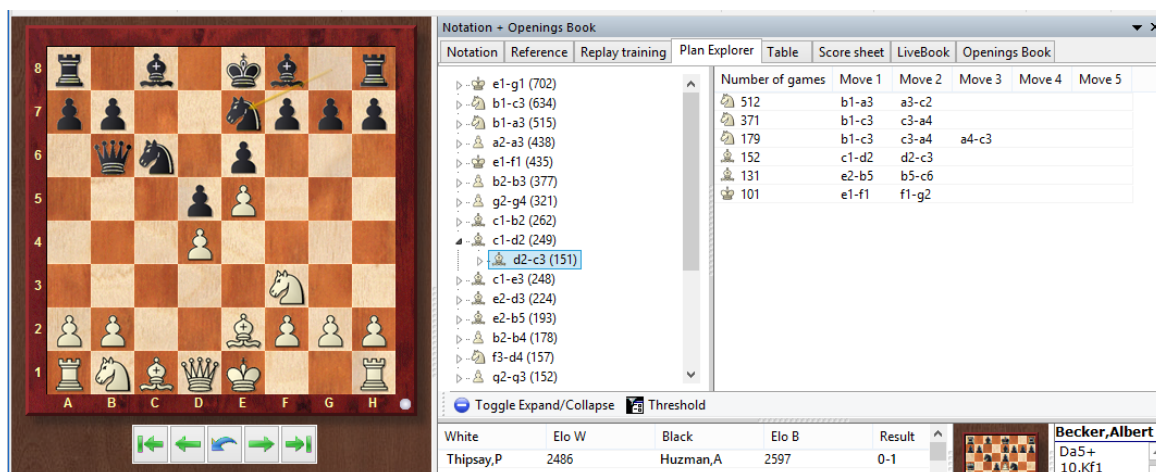 Notation + Openings Book
Notation Reference Replay training Plan Explorer Table Score sheet LiveBook Openings Book
8
7
6
5
4
3
2
1
A B C D E F G H
e1-g1 (702)
b1-c3 (634)
b1-a3 (515)
a2-a3 (438)
e1-f1 (435)
b2-b3 (377)
g2-g4 (321)
c1-b2 (262)
c1-d2 (249)
d2-c3 (151)
c1-e3 (248)
e2-d3 (224)
e2-b5 (193)
b2-b4 (178)
f3-d4 (157)
g2-g3 (152)
Number of games Move 1 Move 2 Move 3 Move 4 Move 5
512 b1-a3 a3-c2
371 b1-c3 c3-a4
179 b1-c3 c3-a4 a4-c3
152 c1-d2 d2-c3
131 e2-b5 b5-c6
101 e1-f1 f1-g2
Toggle Expand/Collapse Threshold
White Elo W Black Elo B Result
Thipsay,P 2486 Huzman,A 2597 0-1
Becker,Albert
Da5+
10.Kf1